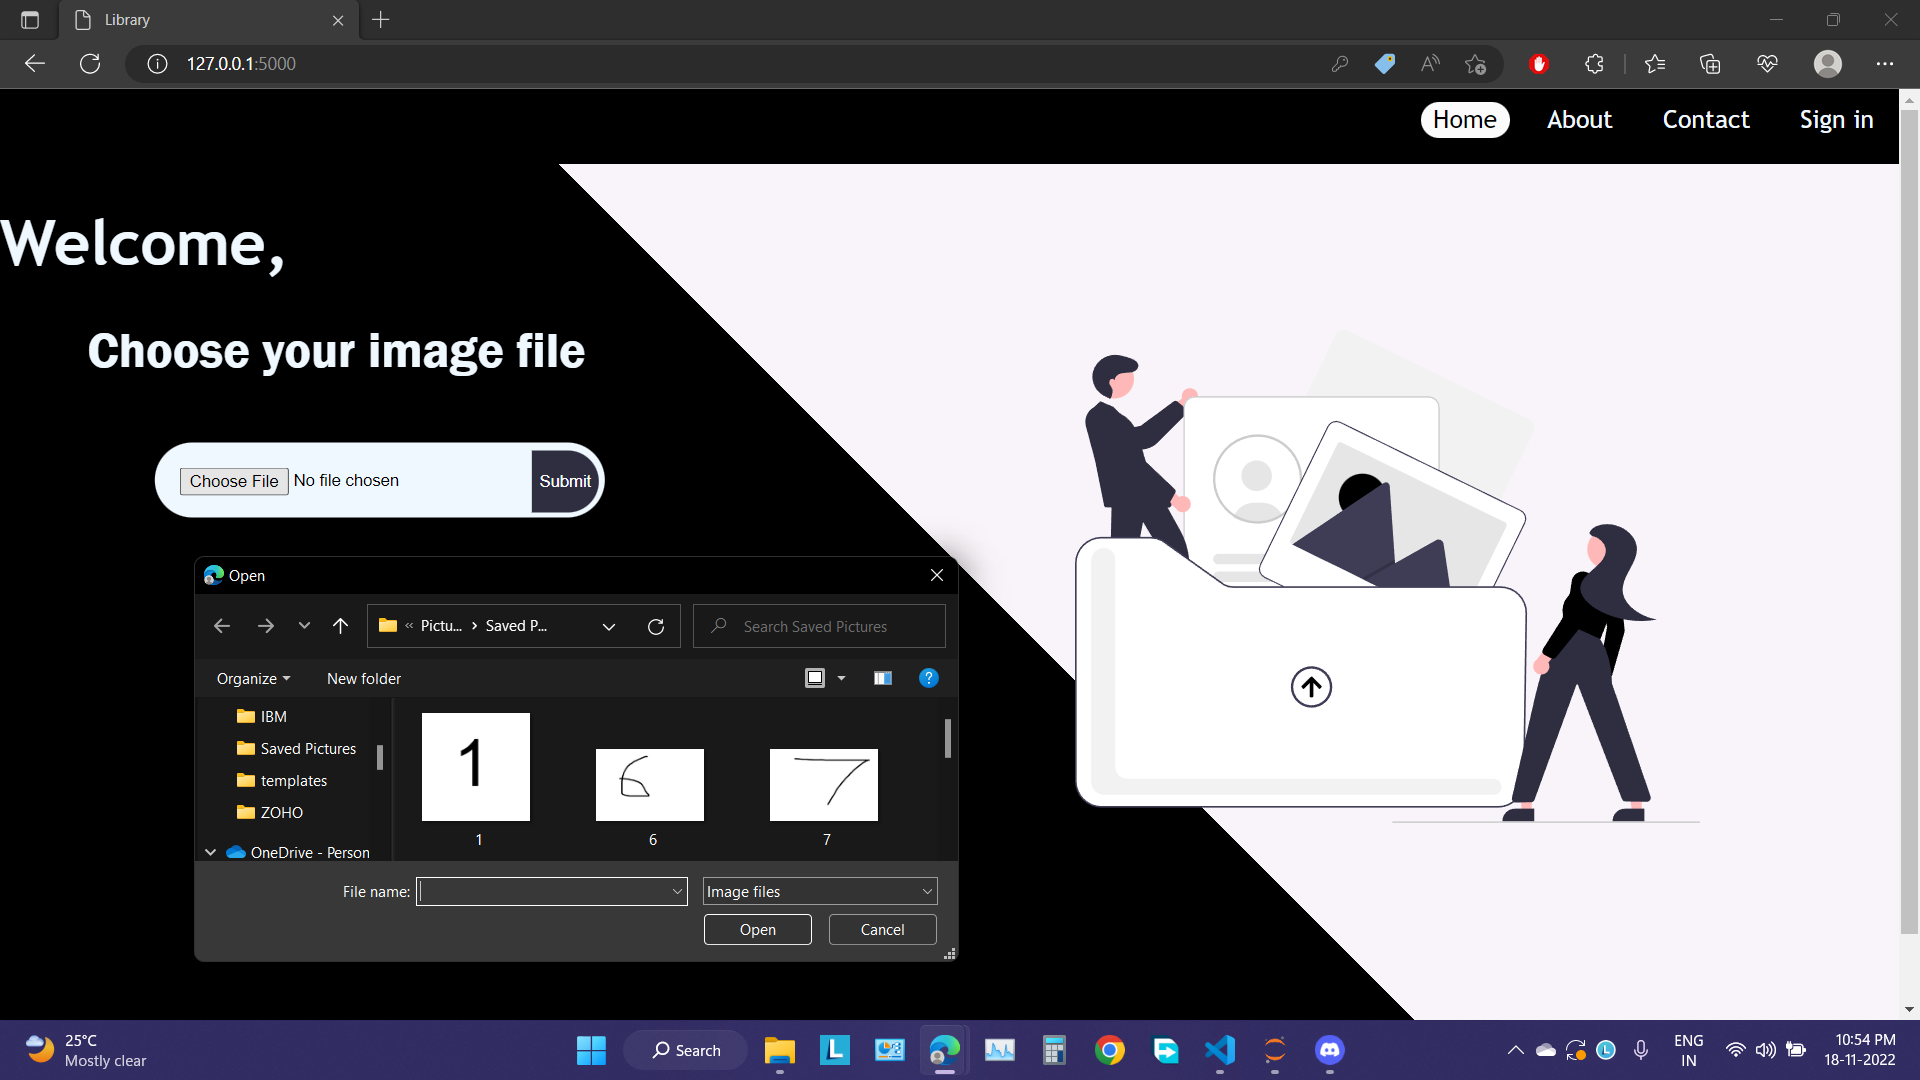 Library
127.0.0.1:5000
Home About Contact Sign in
Welcome,
Choose your image file
Choose File No file chosen Submit
Open
« Pictu... › Saved P...
Search Saved Pictures
Organize
New folder
IBM
Saved Pictures
templates
ZOHO
OneDrive - Person
1
6
7
1
6
7
File name:
Image files
Open
Cancel
25°C
Mostly clear
Search
ENG
IN
10:54 PM
18-11-2022